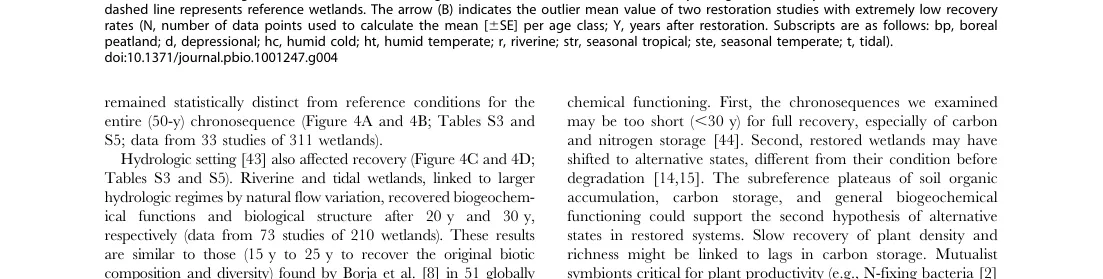 dashed line represents reference wetlands. The arrow (B) indicates the outlier mean value of two restoration studies with extremely low recovery
rates (N, number of data points used to calculate the mean [±SE] per age class; Y, years after restoration. Subscripts are as follows: bp, boreal
peatland; d, depressional; hc, humid cold; ht, humid temperate; r, riverine; str, seasonal tropical; ste, seasonal temperate; t, tidal).
doi:10.1371/journal.pbio.1001247.g004
remained statistically distinct from reference conditions for the
entire (50-y) chronosequence (Figure 4A and 4B; Tables S3 and
S5; data from 33 studies of 311 wetlands).
Hydrologic setting [43] also affected recovery (Figure 4C and 4D;
Tables S3 and S5). Riverine and tidal wetlands, linked to larger
hydrologic regimes by natural flow variation, recovered biogeochem-
ical functions and biological structure after 20 y and 30 y,
respectively (data from 73 studies of 210 wetlands). These results
are similar to those (15 y to 25 y to recover the original biotic
composition and diversity) found by Borja et al. [8] in 51 globally
chemical functioning. First, the chronosequences we examined
may be too short (<30 y) for full recovery, especially of carbon
and nitrogen storage [44]. Second, restored wetlands may have
shifted to alternative states, different from their condition before
degradation [14,15]. The subreference plateaus of soil organic
accumulation, carbon storage, and general biogeochemical
functioning could support the second hypothesis of alternative
states in restored systems. Slow recovery of plant density and
richness might be linked to lags in carbon storage. Mutualist
symbionts critical for plant productivity (e.g., N-fixing bacteria [2]